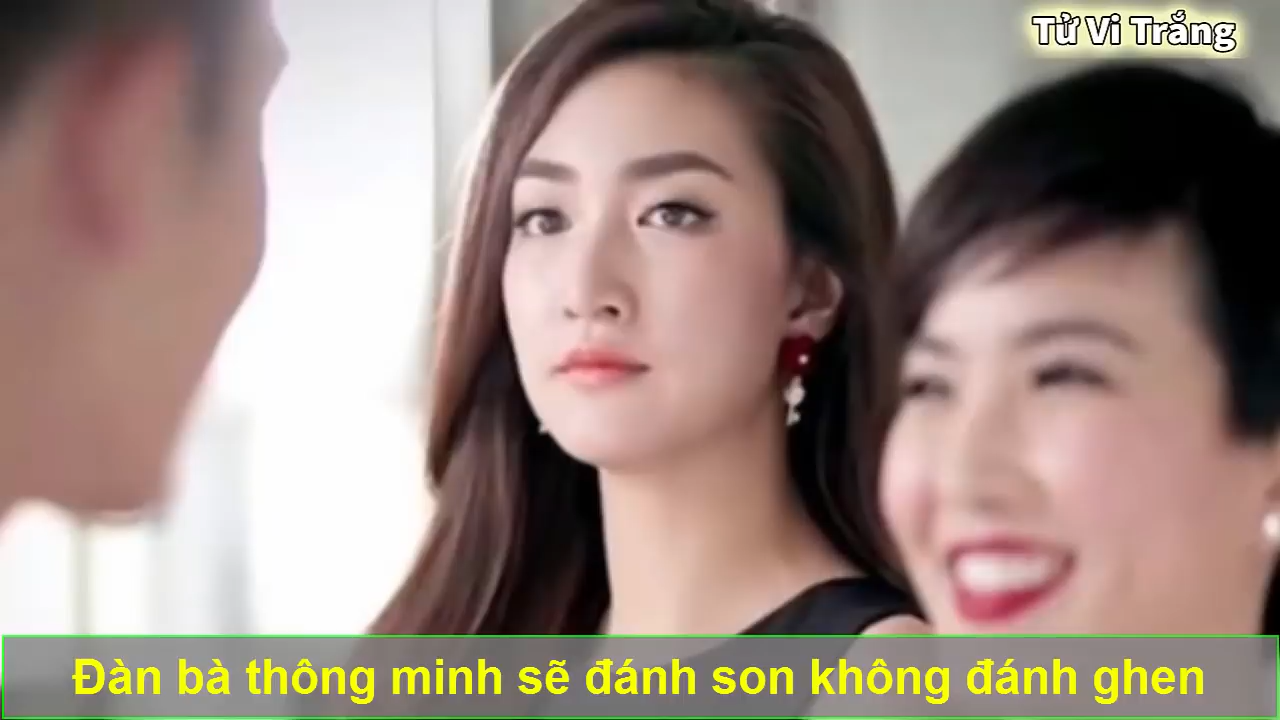 Tử Vi Trắng
Đàn bà thông minh sẽ đánh son không đánh ghen